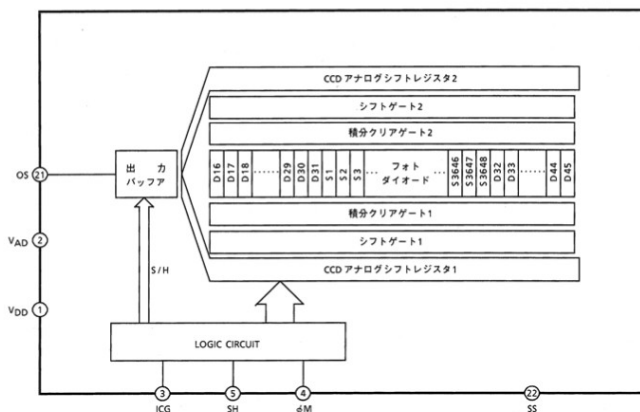 CCD アナログシフトレジスタ2
シフトゲート2
積分クリアゲート2
OS 21
出 力
バッファ
D16 D17 D18 ········ D29 D30 D31 S1 S2 S3 ··· フォト ··· S3646 S3647 S3648 D32 D33 ········ D44 D45
ダイオード
積分クリアゲート1
VAD 2
シフトゲート1
CCD アナログシフトレジスタ1
S/H
VDD 1
LOGIC CIRCUIT
3 5 4 22
ICG SH φM SS